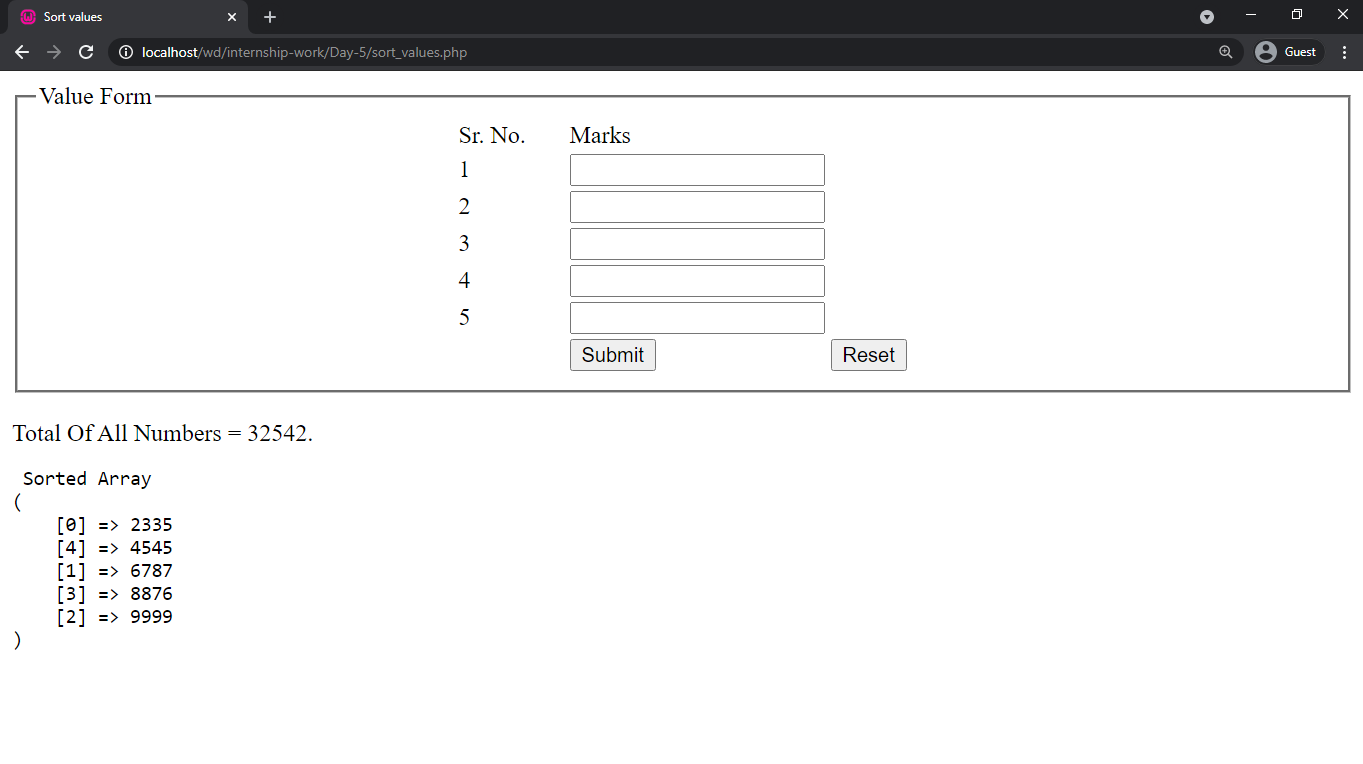 Sort values
localhost/wd/internship-work/Day-5/sort_values.php
Guest
Value Form
Sr. No. Marks
1
2
3
4
5
Submit Reset
Total Of All Numbers = 32542.
Sorted Array
(
[0] => 2335
[4] => 4545
[1] => 6787
[3] => 8876
[2] => 9999
)